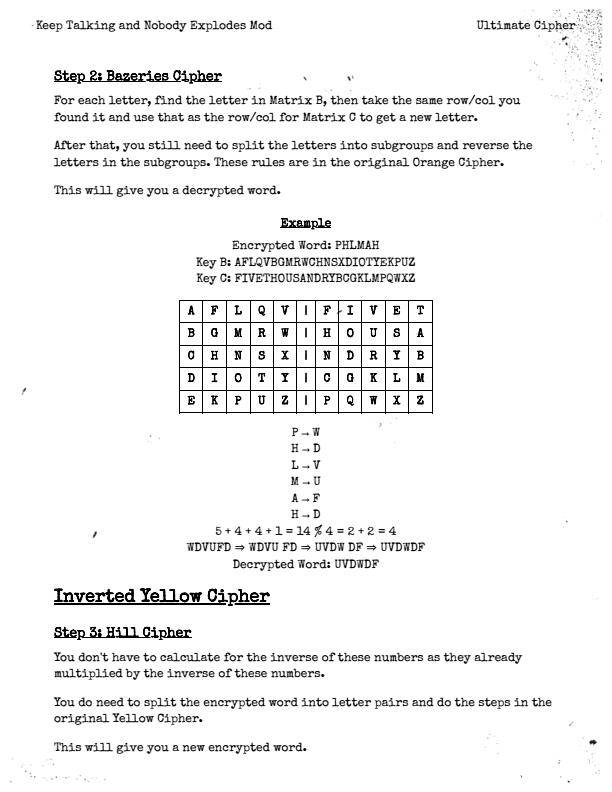 Keep Talking and Nobody Explodes Mod Ultimate Cipher
Step 2: Bazeries Cipher
For each letter, find the letter in Matrix B, then take the same row/col you
found it and use that as the row/col for Matrix C to get a new letter.
After that, you still need to split the letters into subgroups and reverse the
letters in the subgroups. These rules are in the original Orange Cipher.
This will give you a decrypted word.
Example
Encrypted Word: PHLMAH
Key B: AFLQVBGMRWCHNSXDIOTYEKPUZ
Key C: FIVETHOUSANDRYBCGKLMPQWXZ
A F L Q V | F I V E T
B G M R W | H O U S A
C H N S X | N D R Y B
D I O T Y | C G K L M
E K P U Z | P Q W X Z
P → W
H → D
L → V
M → U
A → F
H → D
5 + 4 + 4 + 1 = 14 % 4 = 2 + 2 = 4
WDVUFD ⇒ WDVU FD ⇒ UVDW DF ⇒ UVDWDF
Decrypted Word: UVDWDF
Inverted Yellow Cipher
Step 3: Hill Cipher
You don't have to calculate for the inverse of these numbers as they already
multiplied by the inverse of these numbers.
You do need to split the encrypted word into letter pairs and do the steps in the
original Yellow Cipher.
This will give you a new encrypted word.